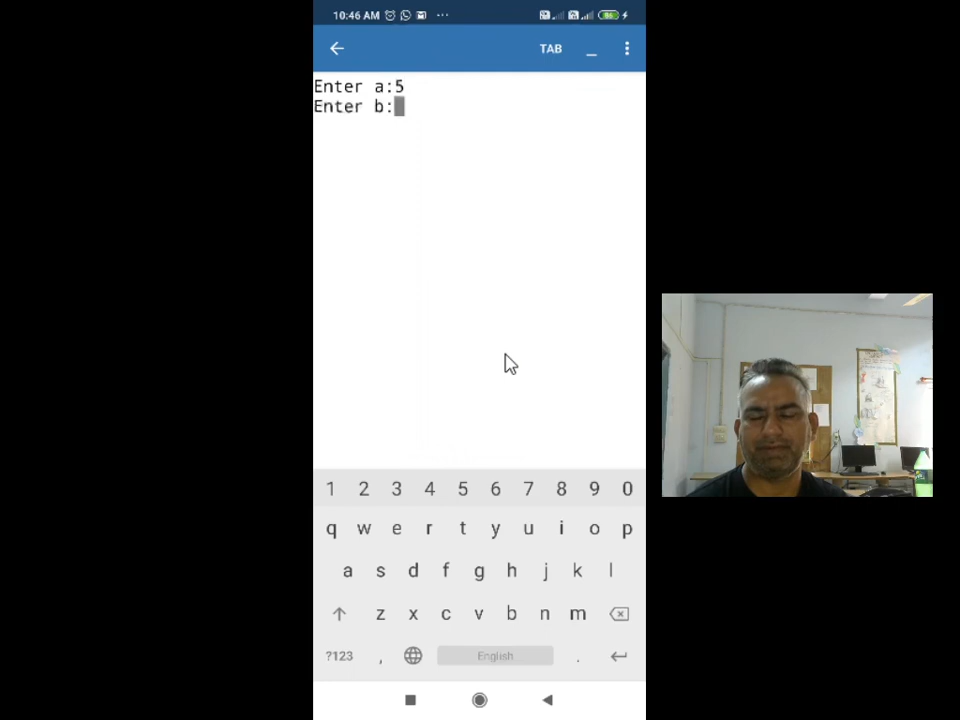 10:46 AM ...
TAB _
Enter a:5
Enter b:
1 2 3 4 5 6 7 8 9 0
q w e r t y u i o p
a s d f g h j k l
z x c v b n m
?123 , English .